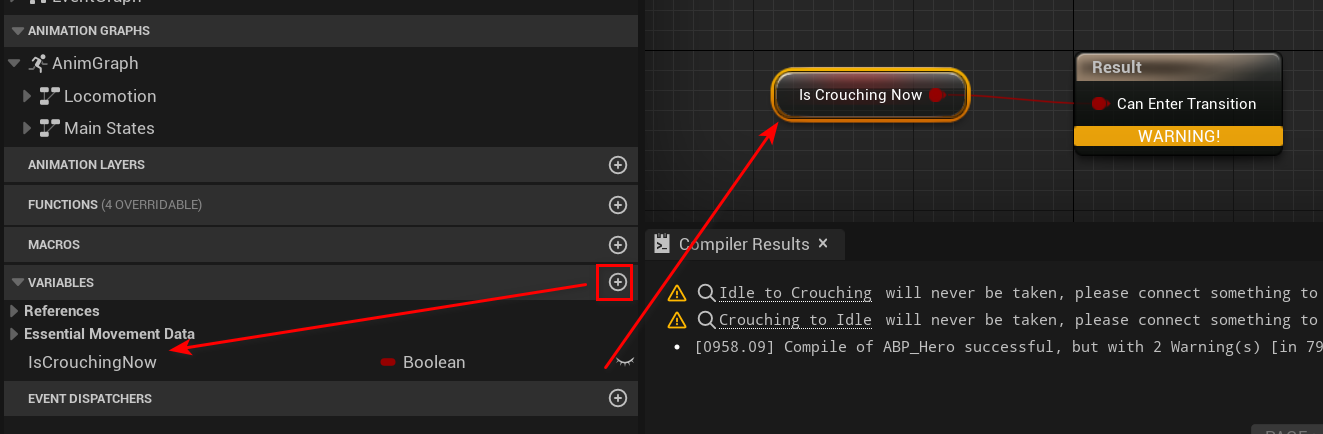 EventGraph
ANIMATION GRAPHS
AnimGraph
Locomotion
Main States
ANIMATION LAYERS
FUNCTIONS (4 OVERRIDABLE)
MACROS
VARIABLES
References
Essential Movement Data
IsCrouchingNow Boolean
EVENT DISPATCHERS
Is Crouching Now
Result
Can Enter Transition
WARNING!
Compiler Results
Idle to Crouching will never be taken, please connect something to
Crouching to Idle will never be taken, please connect something to
• [0958.09] Compile of ABP_Hero successful, but with 2 Warning(s) [in 79